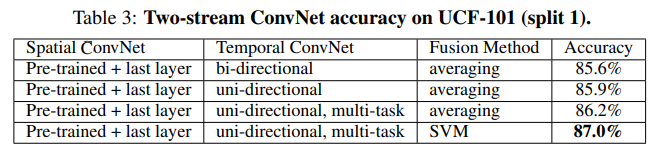 Table 3: Two-stream ConvNet accuracy on UCF-101 (split 1).
Spatial ConvNet Temporal ConvNet Fusion Method Accuracy
Pre-trained + last layer bi-directional averaging 85.6%
Pre-trained + last layer uni-directional averaging 85.9%
Pre-trained + last layer uni-directional, multi-task averaging 86.2%
Pre-trained + last layer uni-directional, multi-task SVM 87.0%